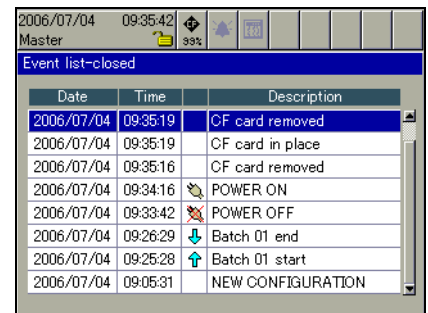 2006/07/04 09:35:42
Master 99%
Event list-closed
Date Time Description
2006/07/04 09:35:19 CF card removed
2006/07/04 09:35:19 CF card in place
2006/07/04 09:35:16 CF card removed
2006/07/04 09:34:16 POWER ON
2006/07/04 09:33:42 POWER OFF
2006/07/04 09:26:29 Batch 01 end
2006/07/04 09:25:28 Batch 01 start
2006/07/04 09:05:31 NEW CONFIGURATION